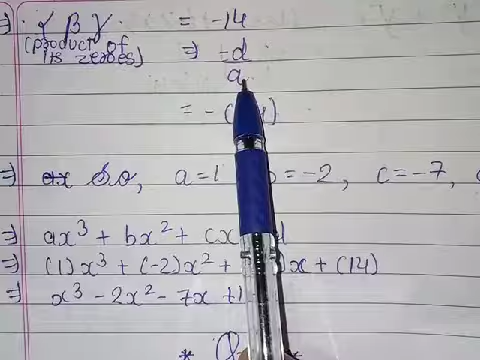 ⇒ α β γ = -14
(product of its zeroes) ⇒ -d/a
= - (
⇒ so, a=1 b = -2, c = -7,
⇒ ax³ + bx² + cx d
⇒ (1)x³ + (-2)x² + )x + (14)
⇒ x³ - 2x² - 7x + 1